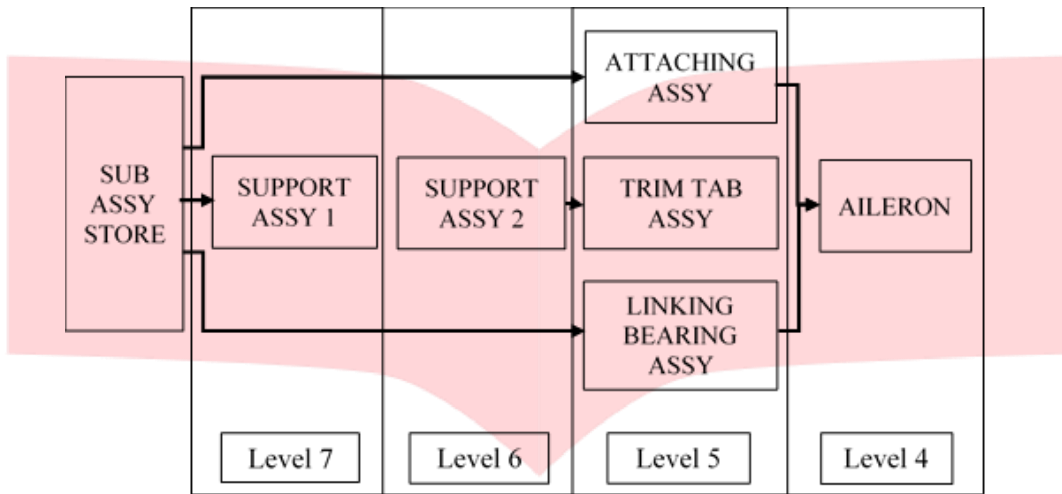 SUB
ASSY
STORE
SUPPORT
ASSY 1
SUPPORT
ASSY 2
ATTACHING
ASSY
TRIM TAB
ASSY
LINKING
BEARING
ASSY
AILERON
Level 7
Level 6
Level 5
Level 4